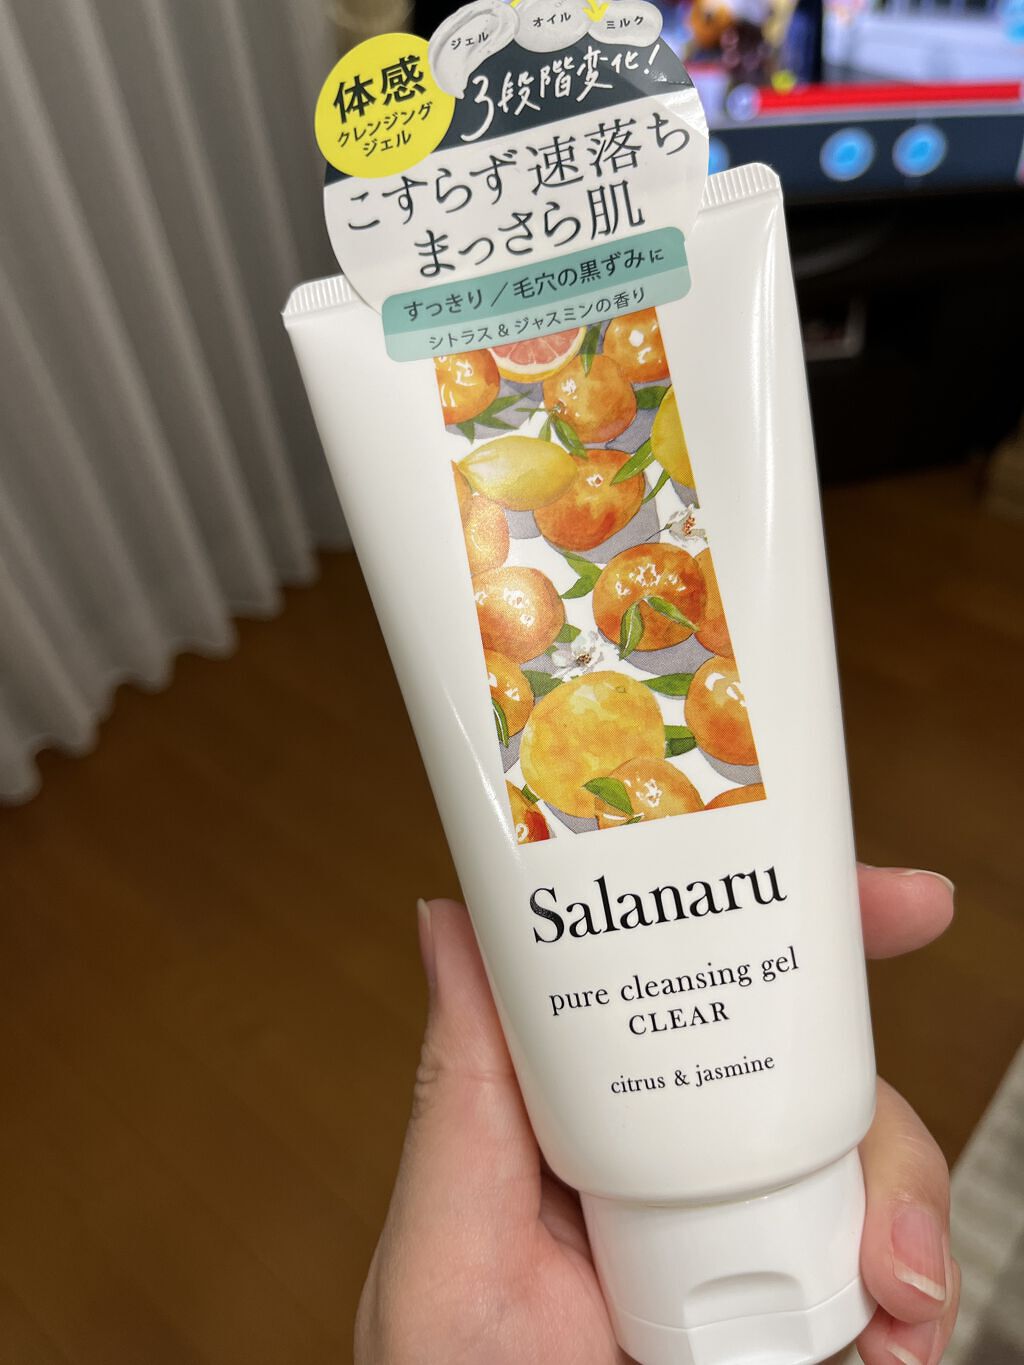 ジェル
オイル
ミルク
体感
クレンジング
ジェル
3段階変化!
こすらず速落ち
まっさら肌
すっきり/毛穴の黒ずみに
シトラス&ジャスミンの香り
Salanaru
pure cleansing gel
CLEAR
citrus & jasmine